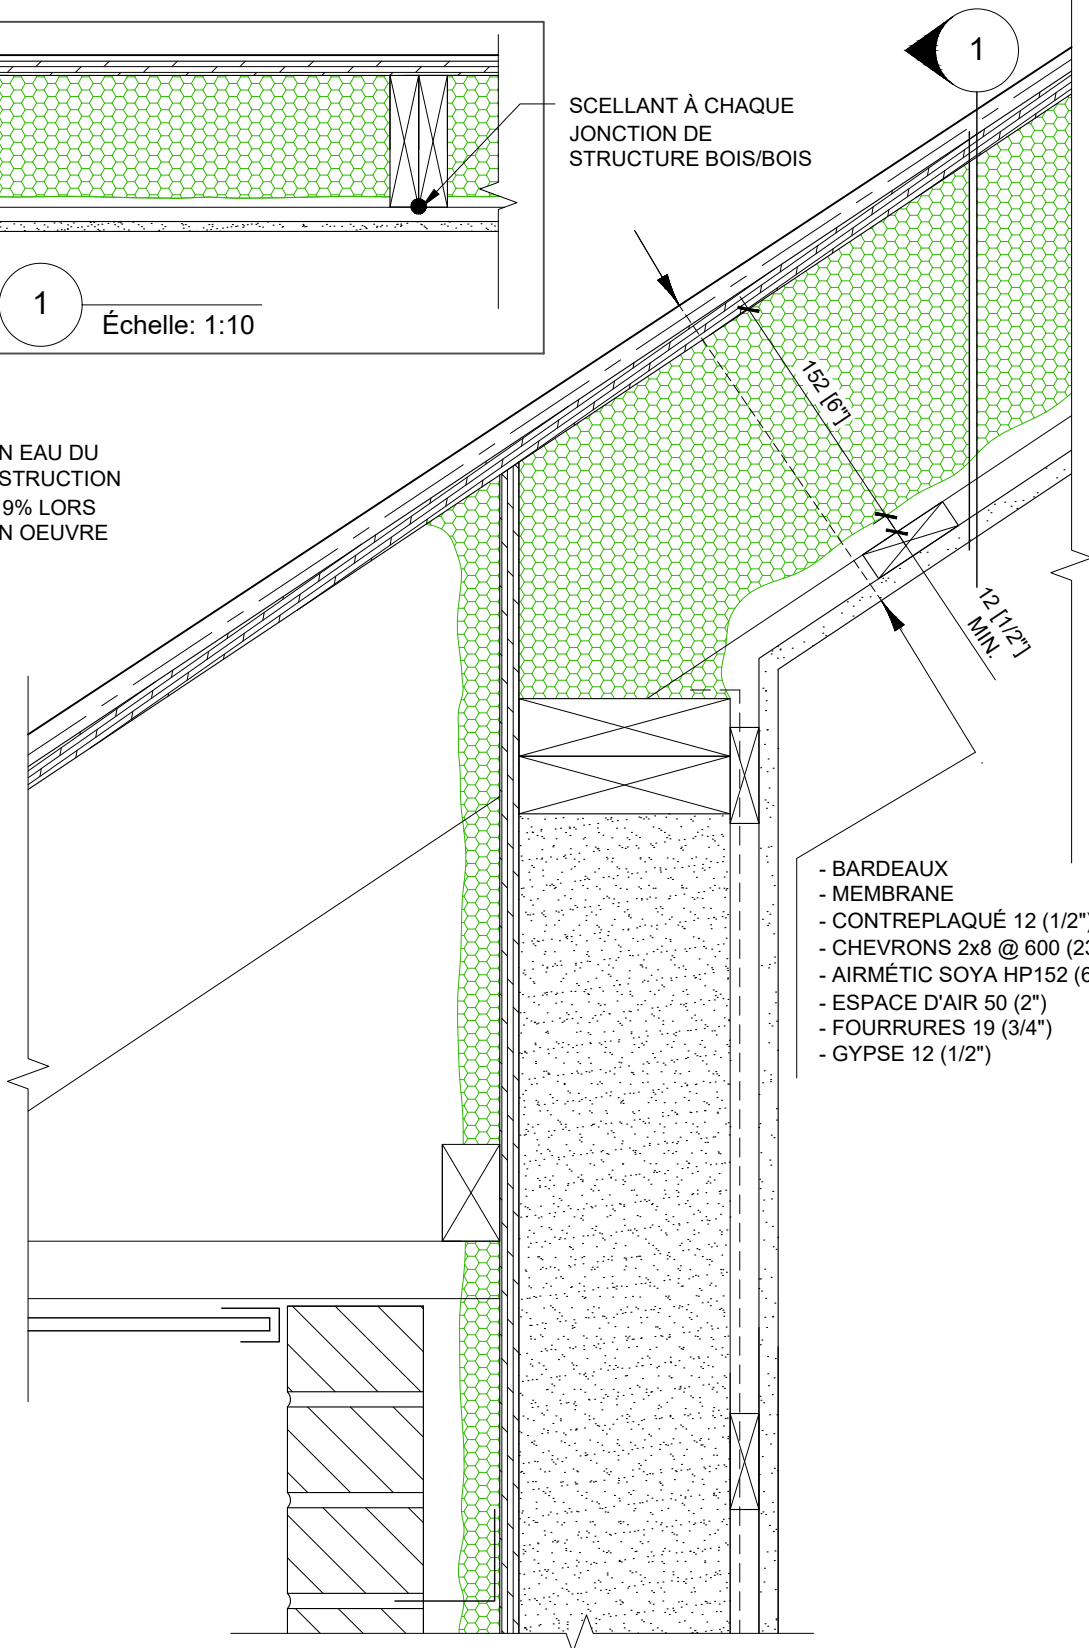 1
SCELLANT À CHAQUE
JONCTION DE
STRUCTURE BOIS/BOIS
1
Échelle: 1:10
N EAU DU
STRUCTION
9% LORS
N OEUVRE
152 [6"]
12 [1/2"]
MIN.
- BARDEAUX
- MEMBRANE
- CONTREPLAQUÉ 12 (1/2")
- CHEVRONS 2x8 @ 600 (23
- AIRMÉTIC SOYA HP152 (6
- ESPACE D'AIR 50 (2")
- FOURRURES 19 (3/4")
- GYPSE 12 (1/2")